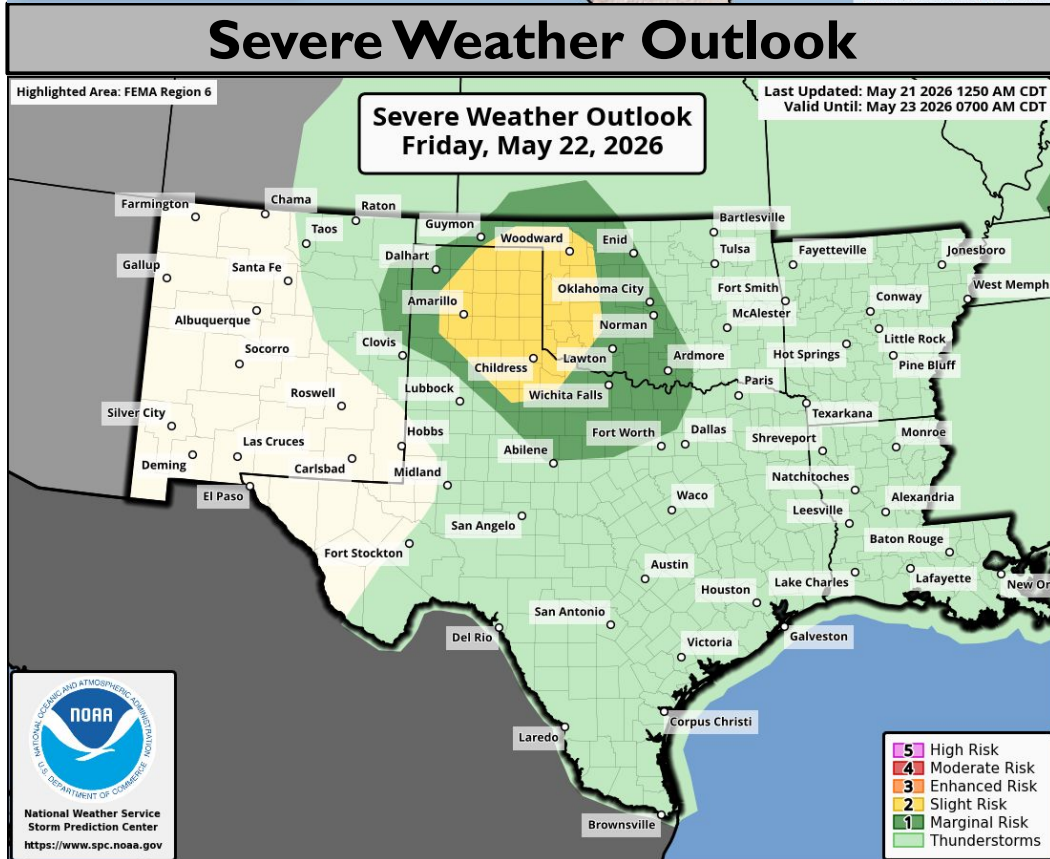 Severe Weather Outlook
Highlighted Area: FEMA Region 6
Last Updated: May 21 2026 1250 AM CDT
Valid Until: May 23 2026 0700 AM CDT
Severe Weather Outlook
Friday, May 22, 2026
Farmington
Chama
Raton
Taos
Guymon
Woodward
Enid
Bartlesville
Tulsa
Fayetteville
Jonesboro
Gallup
Santa Fe
Dalhart
Amarillo
Oklahoma City
Fort Smith
Conway
West Memph
Albuquerque
Norman
McAlester
Little Rock
Socorro
Clovis
Childress
Lawton
Ardmore
Hot Springs
Pine Bluff
Roswell
Lubbock
Wichita Falls
Paris
Texarkana
Silver City
Las Cruces
Hobbs
Fort Worth
Dallas
Shreveport
Monroe
Deming
Carlsbad
Midland
Abilene
Natchitoches
El Paso
San Angelo
Waco
Leesville
Alexandria
Fort Stockton
Baton Rouge
Austin
Houston
Lake Charles
Lafayette
New Or
San Antonio
Del Rio
Victoria
Galveston
Laredo
Corpus Christi
Brownsville
NATIONAL OCEANIC AND ATMOSPHERIC ADMINISTRATION
NOAA
U.S. DEPARTMENT OF COMMERCE
National Weather Service
Storm Prediction Center
https://www.spc.noaa.gov
5 High Risk
4 Moderate Risk
3 Enhanced Risk
2 Slight Risk
1 Marginal Risk
Thunderstorms